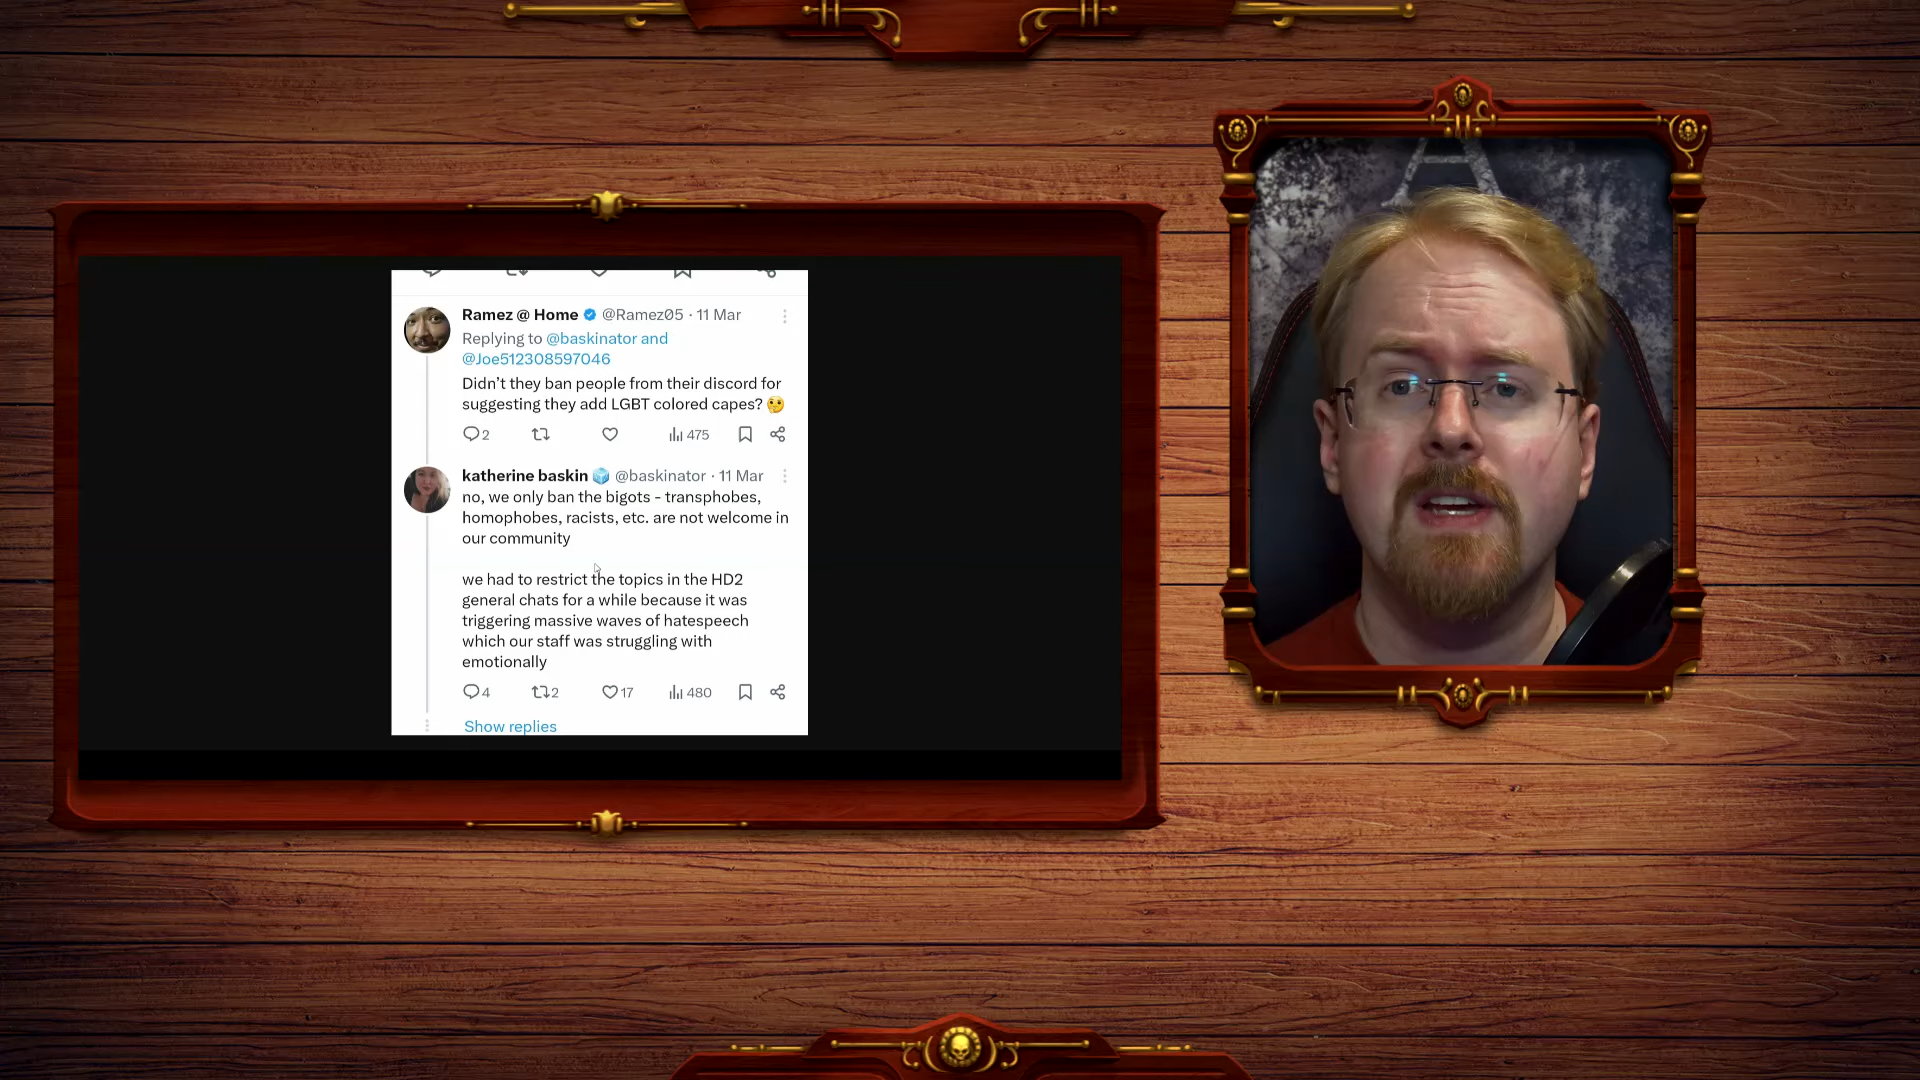 Ramez @ Home @Ramez05 · 11 Mar
Replying to @baskinator and
@Joe512308597046
Didn't they ban people from their discord for
suggesting they add LGBT colored capes? 🤔
2 475
katherine baskin 🧊 @baskinator · 11 Mar
no, we only ban the bigots - transphobes,
homophobes, racists, etc. are not welcome in
our community
we had to restrict the topics in the HD2
general chats for a while because it was
triggering massive waves of hatespeech
which our staff was struggling with
emotionally
4 2 17 480
Show replies